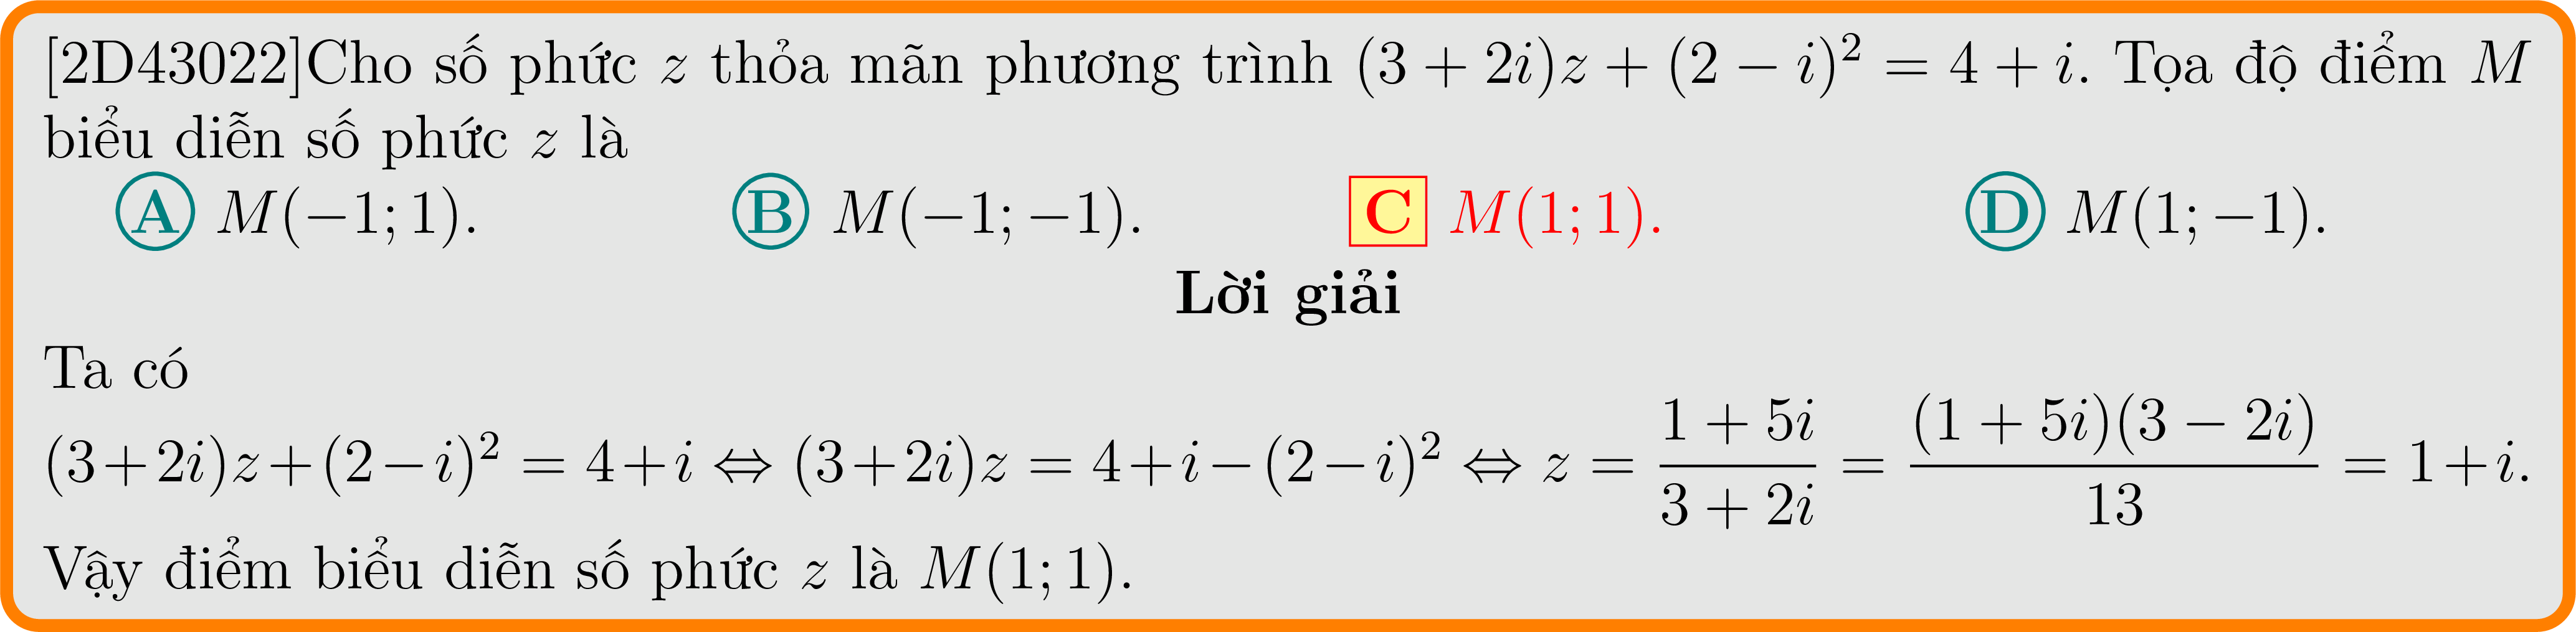 [2D43022]Cho số phức z thỏa mãn phương trình (3 + 2i)z + (2 − i)² = 4 + i. Tọa độ điểm M
biểu diễn số phức z là
A M(−1; 1). B M(−1; −1). C M(1; 1). D M(1; −1).
Lời giải
Ta có
(3+2i)z+(2−i)² = 4+i ⇔ (3+2i)z = 4+i−(2−i)² ⇔ z = \frac{1 + 5i}{3 + 2i} = \frac{(1 + 5i)(3 − 2i)}{13} = 1+i.
Vậy điểm biểu diễn số phức z là M(1; 1).